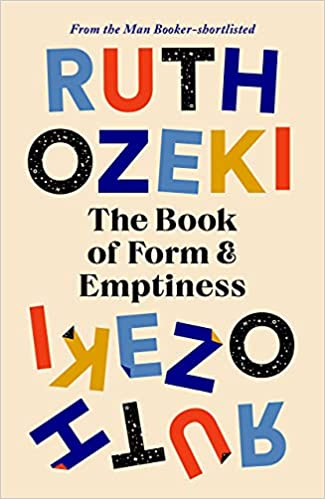 From the Man Booker-shortlisted
RUTH
OZEKI
The Book
of Form &
Emptiness
OZEKI
RUTH